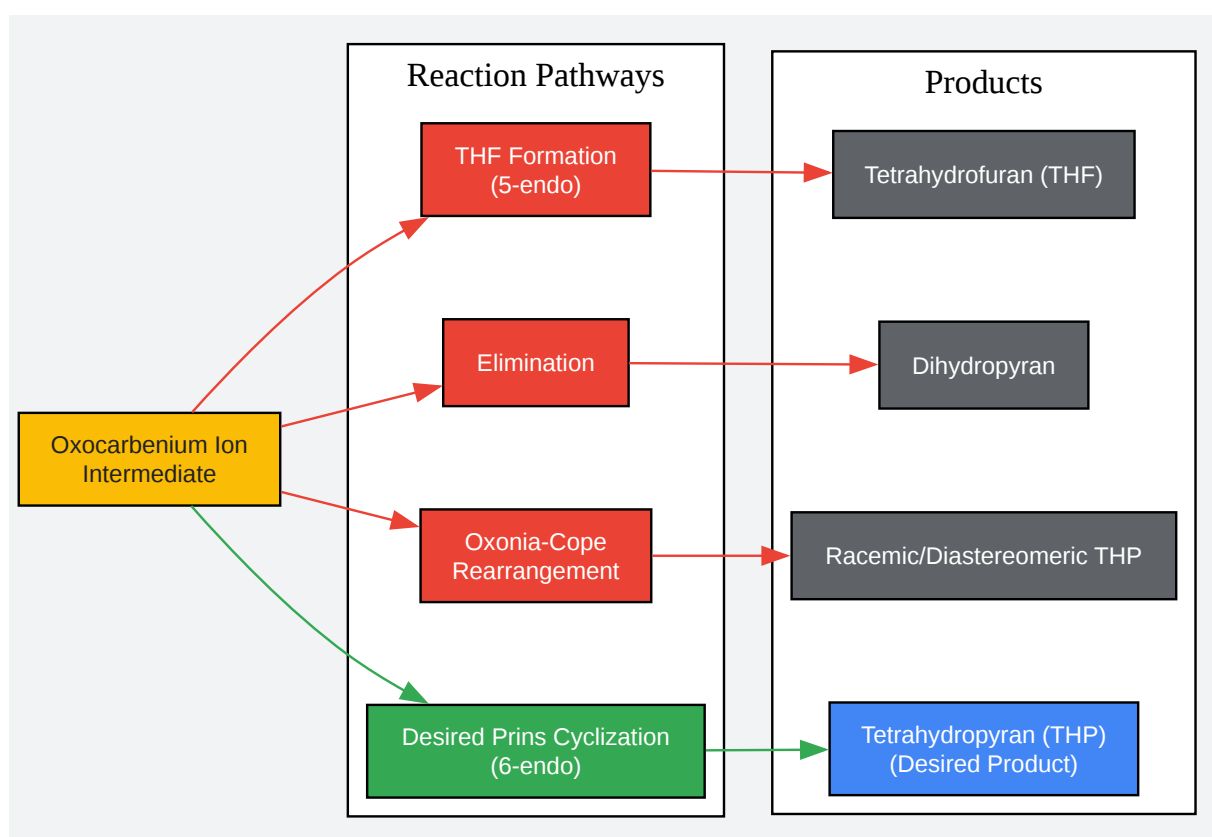 Reaction Pathways
Products
THF Formation
(5-endo)
Tetrahydrofuran (THF)
Elimination
Dihydropyran
Oxocarbenium Ion
Intermediate
Oxonia-Cope
Rearrangement
Racemic/Diastereomeric THP
Desired Prins Cyclization
(6-endo)
Tetrahydropyran (THP)
(Desired Product)